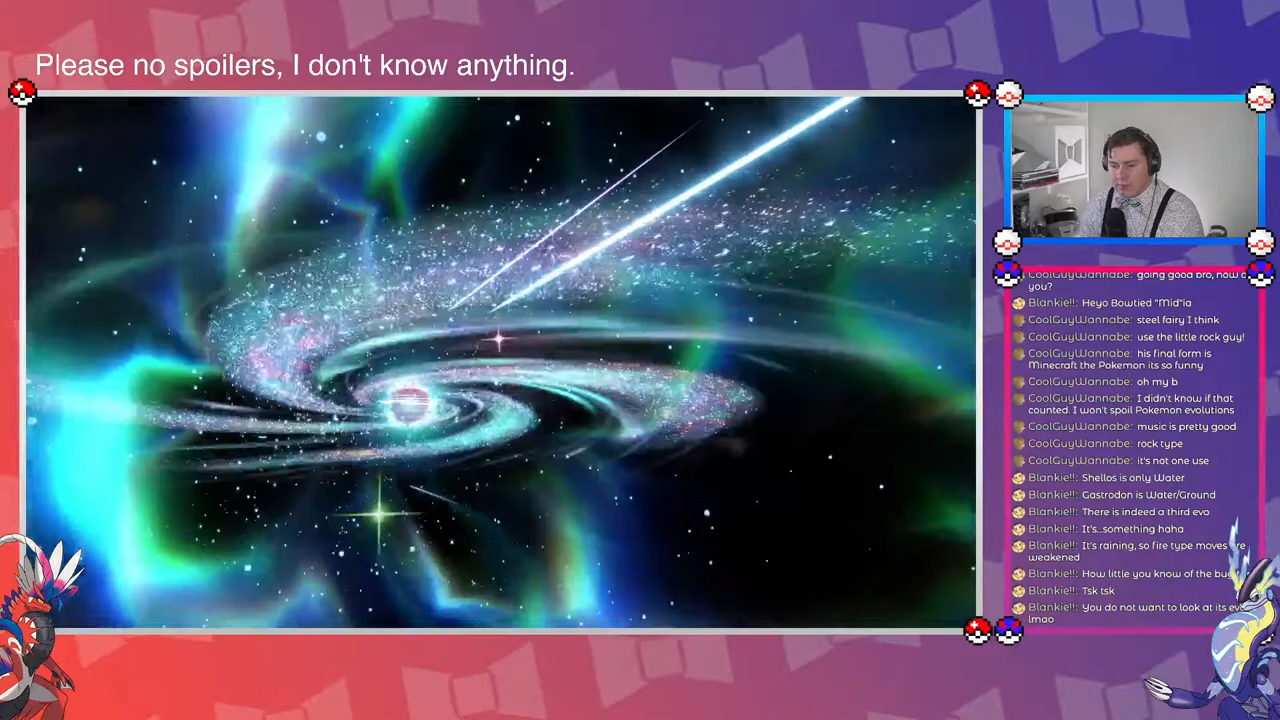 Please no spoilers, I don't know anything.
CoolGuyWannabe: going good bro, how
you?
Blankie!!: Heyo Bowtied "Mid"ia
CoolGuyWannabe: steel fairy I think
CoolGuyWannabe: use the little rock guy!
CoolGuyWannabe: his final form is
Minecraft the Pokemon its so funny
CoolGuyWannabe: oh my b
CoolGuyWannabe: I didn't know if that
counted. I won't spoil Pokemon evolutions
CoolGuyWannabe: music is pretty good
CoolGuyWannabe: rock type
CoolGuyWannabe: it's not one use
Blankie!!: Shellos is only Water
Blankie!!: Gastrodon is Water/Ground
Blankie!!: There is indeed a third evo
Blankie!!: It's...something haha
Blankie!!: It's raining, so fire type moves
weakened
Blankie!!: How little you know of the
Blankie!!: Tsk tsk
Blankie!!: You do not want to look at its
lmao